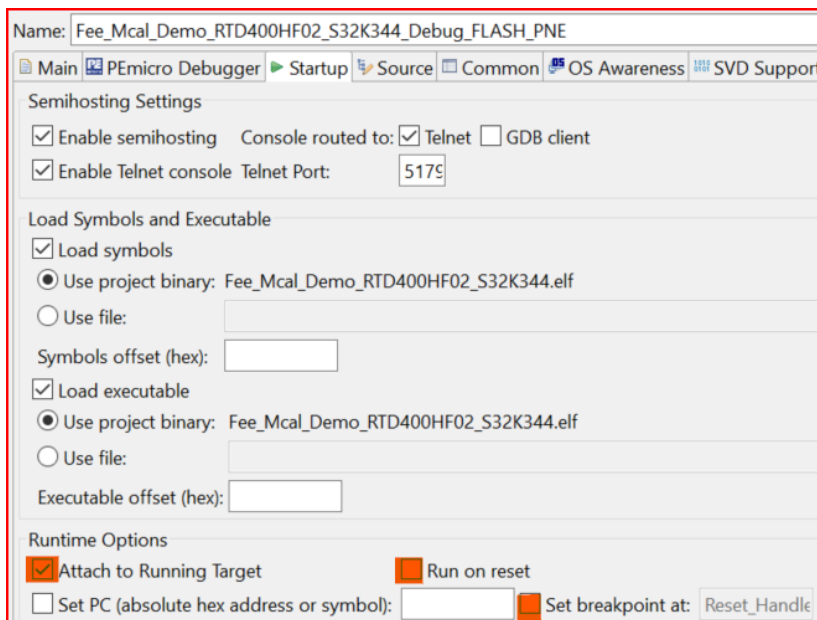 Name: Fee_Mcal_Demo_RTD400HF02_S32K344_Debug_FLASH_PNE
Main PEmicro Debugger Startup Source Common OS Awareness SVD Support
Semihosting Settings
Enable semihosting Console routed to: Telnet GDB client
Enable Telnet console Telnet Port: 5179
Load Symbols and Executable
Load symbols
Use project binary: Fee_Mcal_Demo_RTD400HF02_S32K344.elf
Use file:
Symbols offset (hex):
Load executable
Use project binary: Fee_Mcal_Demo_RTD400HF02_S32K344.elf
Use file:
Executable offset (hex):
Runtime Options
Attach to Running Target Run on reset
Set PC (absolute hex address or symbol): Set breakpoint at: Reset_Handle